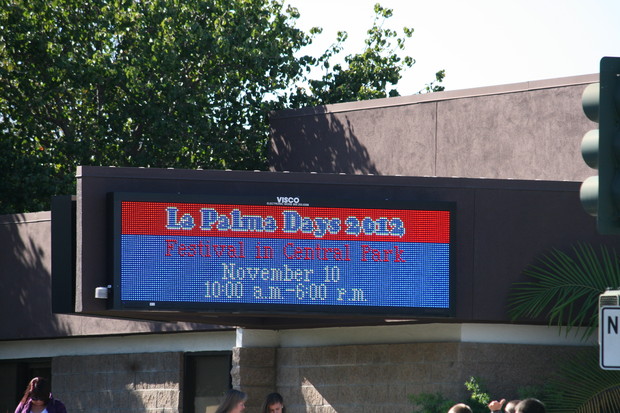 VISCO
La Palma Days 2012
Festival in Central Park
November 10
10:00 a.m.-6:00 p.m.
N